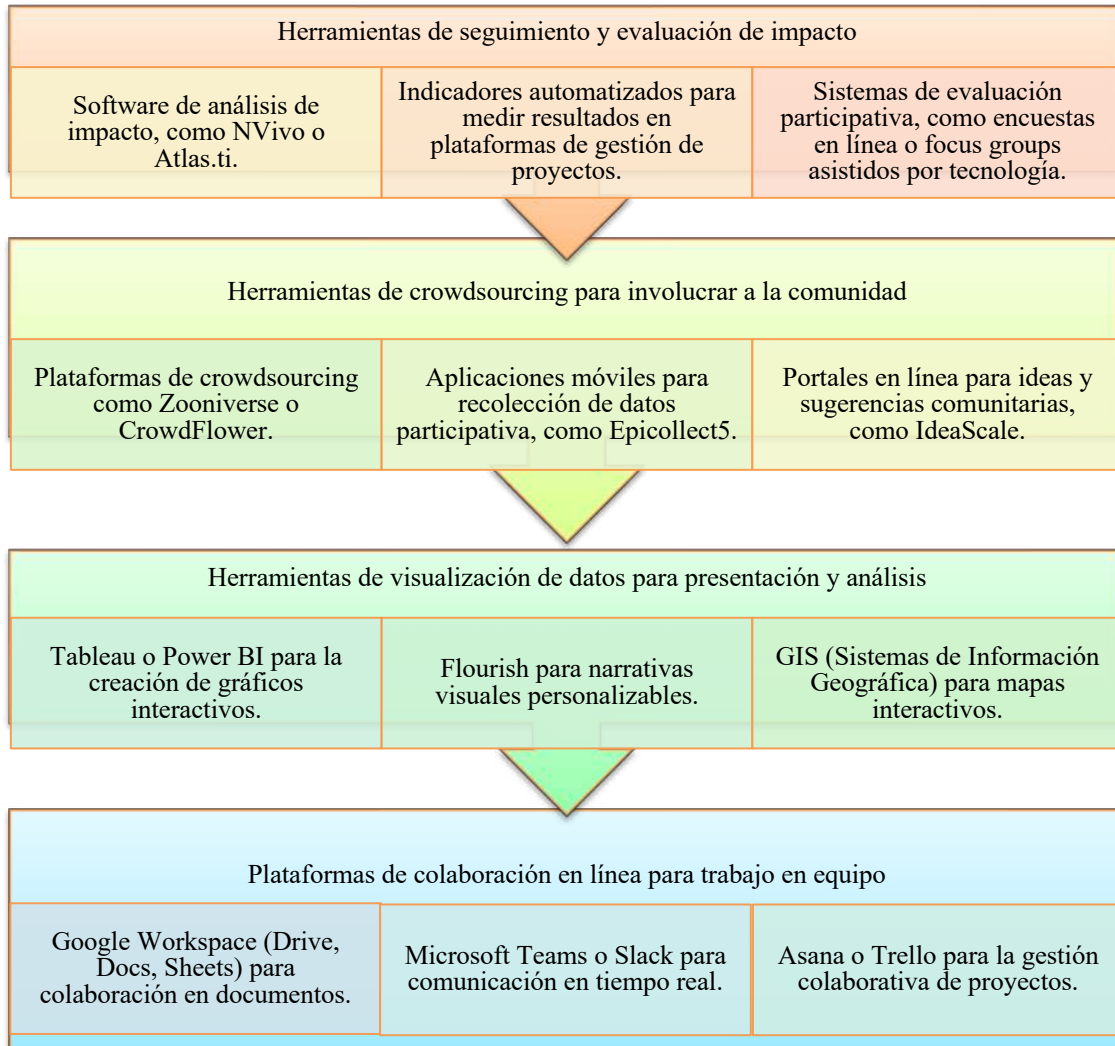 Herramientas de seguimiento y evaluación de impacto
Software de análisis de
impacto, como NVivo o
Atlas.ti.
Indicadores automatizados para
medir resultados en
plataformas de gestión de
proyectos.
Sistemas de evaluación
participativa, como encuestas
en línea o focus groups
asistidos por tecnología.
Herramientas de crowdsourcing para involucrar a la comunidad
Plataformas de crowdsourcing
como Zooniverse o
CrowdFlower.
Aplicaciones móviles para
recolección de datos
participativa, como Epicollect5.
Portales en línea para ideas y
sugerencias comunitarias,
como IdeaScale.
Herramientas de visualización de datos para presentación y análisis
Tableau o Power BI para la
creación de gráficos
interactivos.
Flourish para narrativas
visuales personalizables.
GIS (Sistemas de Información
Geográfica) para mapas
interactivos.
Plataformas de colaboración en línea para trabajo en equipo
Google Workspace (Drive,
Docs, Sheets) para
colaboración en documentos.
Microsoft Teams o Slack para
comunicación en tiempo real.
Asana o Trello para la gestión
colaborativa de proyectos.